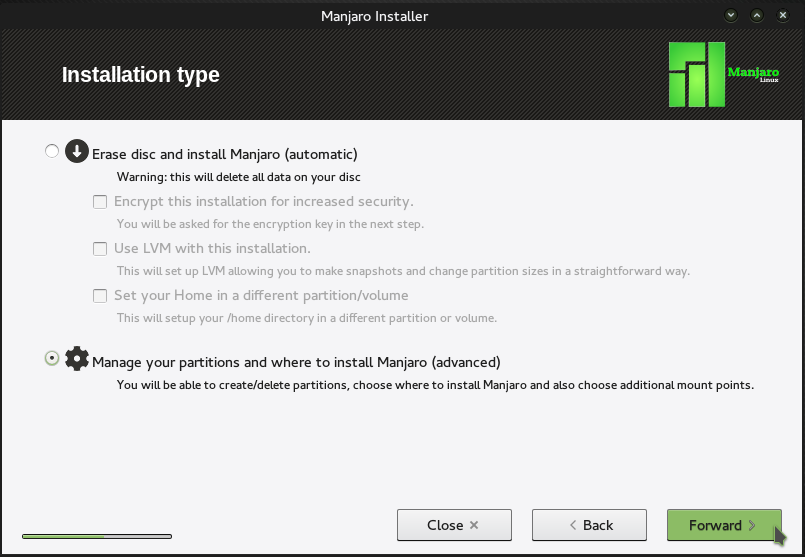 Manjaro Installer
Installation type
Manjaro
Linux
Erase disc and install Manjaro (automatic)
Warning: this will delete all data on your disc
Encrypt this installation for increased security.
You will be asked for the encryption key in the next step.
Use LVM with this installation.
This will set up LVM allowing you to make snapshots and change partition sizes in a straightforward way.
Set your Home in a different partition/volume
This will setup your /home directory in a different partition or volume.
Manage your partitions and where to install Manjaro (advanced)
You will be able to create/delete partitions, choose where to install Manjaro and also choose additional mount points.
Close
Back
Forward